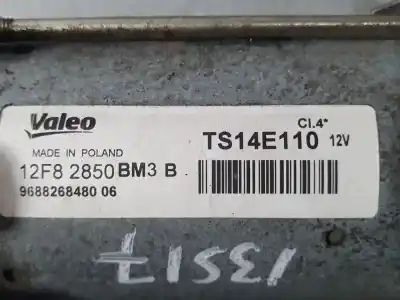 Valeo
Cl.4*
TS14E110 12V
MADE IN POLAND
12F8 2850 BM3 B
9688268480 06
13517